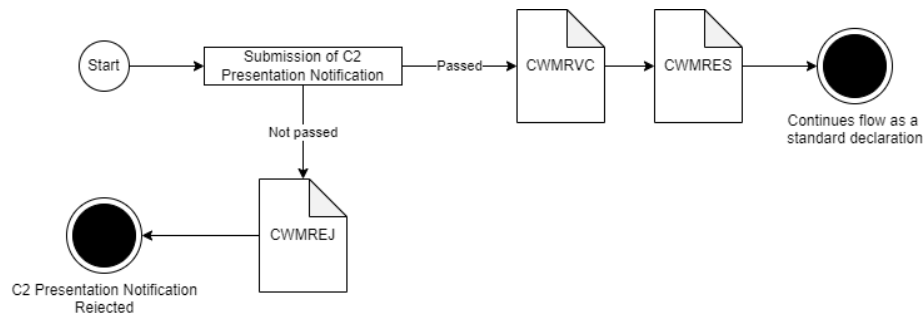 Start
Submission of C2
Presentation Notification
Passed
CWMRVC
CWMRES
Continues flow as a
standard declaration
Not passed
CWMREJ
C2 Presentation Notification
Rejected